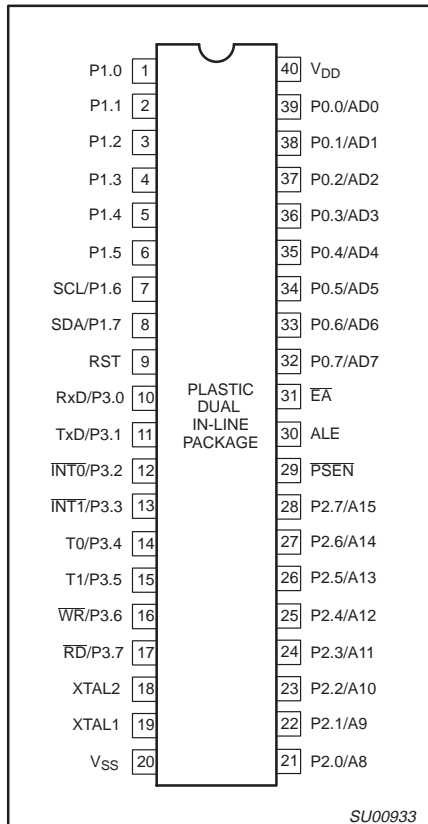 P1.0 1
P1.1 2
P1.2 3
P1.3 4
P1.4 5
P1.5 6
SCL/P1.6 7
SDA/P1.7 8
RST 9
RxD/P3.0 10
TxD/P3.1 11
I̅N̅T̅0̅/P3.2 12
I̅N̅T̅1̅/P3.3 13
T0/P3.4 14
T1/P3.5 15
W̅R̅/P3.6 16
R̅D̅/P3.7 17
XTAL2 18
XTAL1 19
VSS 20
PLASTIC
DUAL
IN-LINE
PACKAGE
40 VDD
39 P0.0/AD0
38 P0.1/AD1
37 P0.2/AD2
36 P0.3/AD3
35 P0.4/AD4
34 P0.5/AD5
33 P0.6/AD6
32 P0.7/AD7
31 E̅A̅
30 ALE
29 P̅S̅E̅N̅
28 P2.7/A15
27 P2.6/A14
26 P2.5/A13
25 P2.4/A12
24 P2.3/A11
23 P2.2/A10
22 P2.1/A9
21 P2.0/A8
SU00933